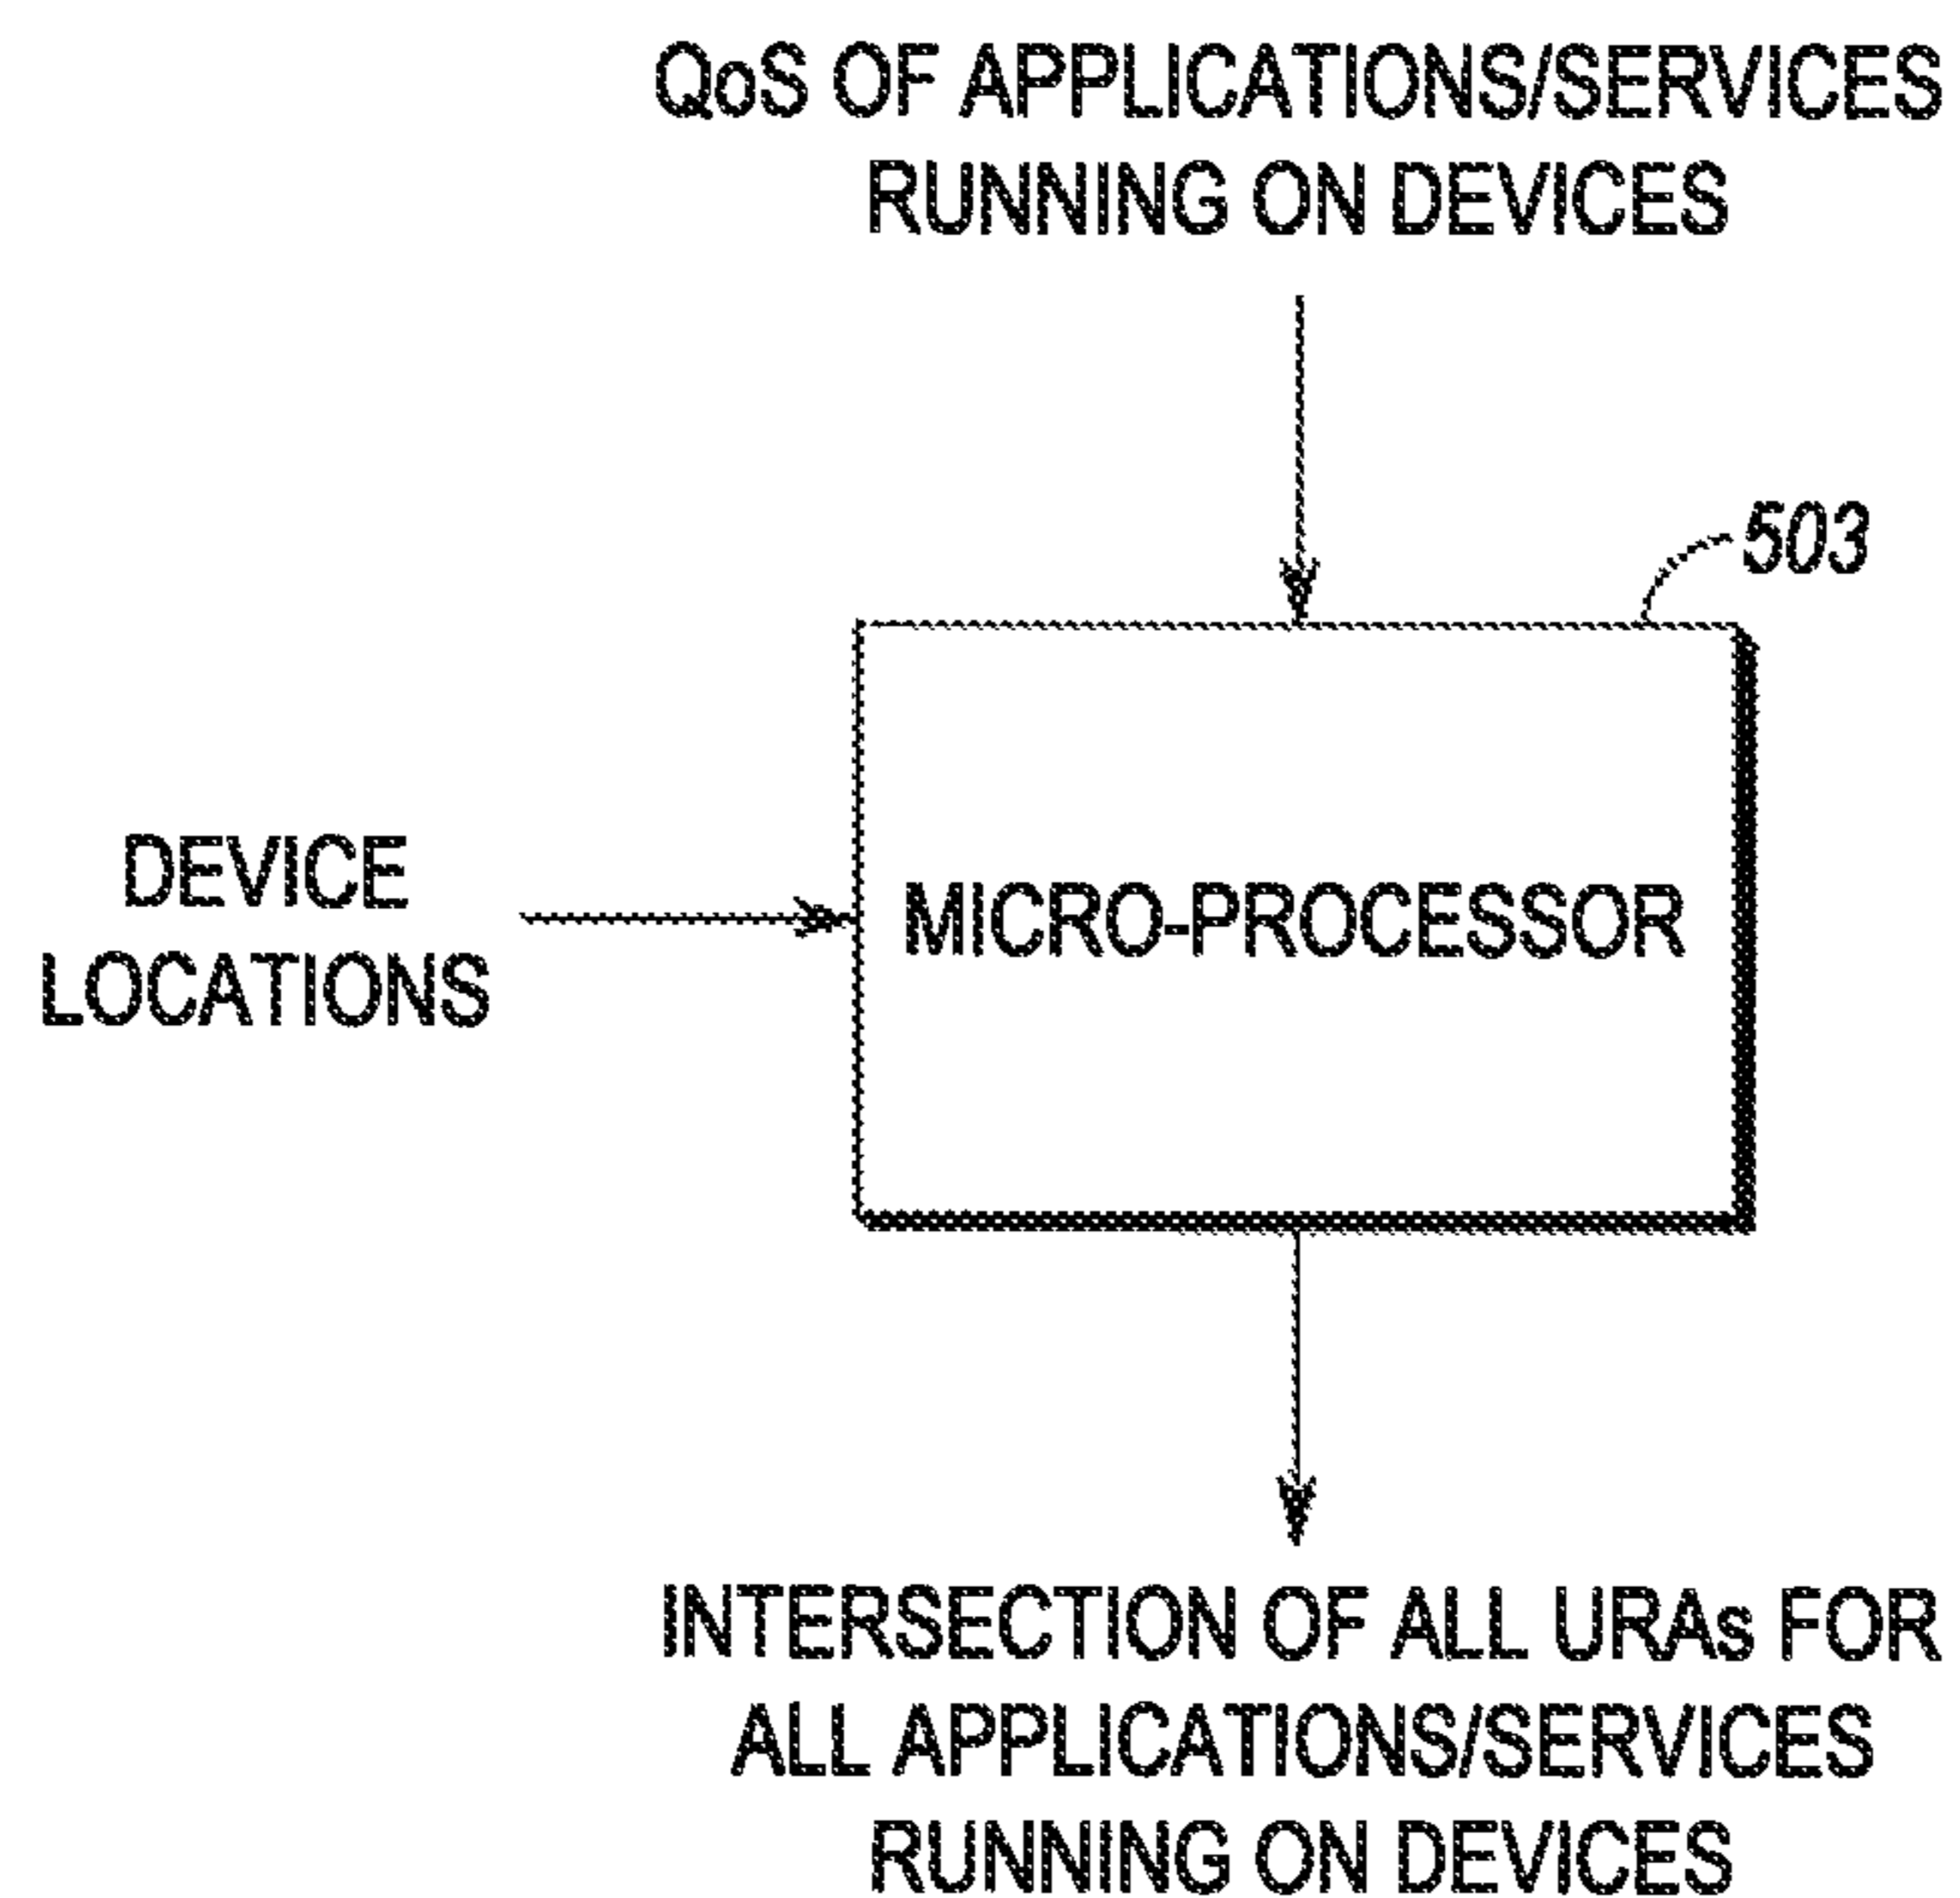 QoS OF APPLICATIONS/SERVICES
RUNNING ON DEVICES
503
DEVICE
LOCATIONS
MICRO-PROCESSOR
INTERSECTION OF ALL URAs FOR
ALL APPLICATIONS/SERVICES
RUNNING ON DEVICES